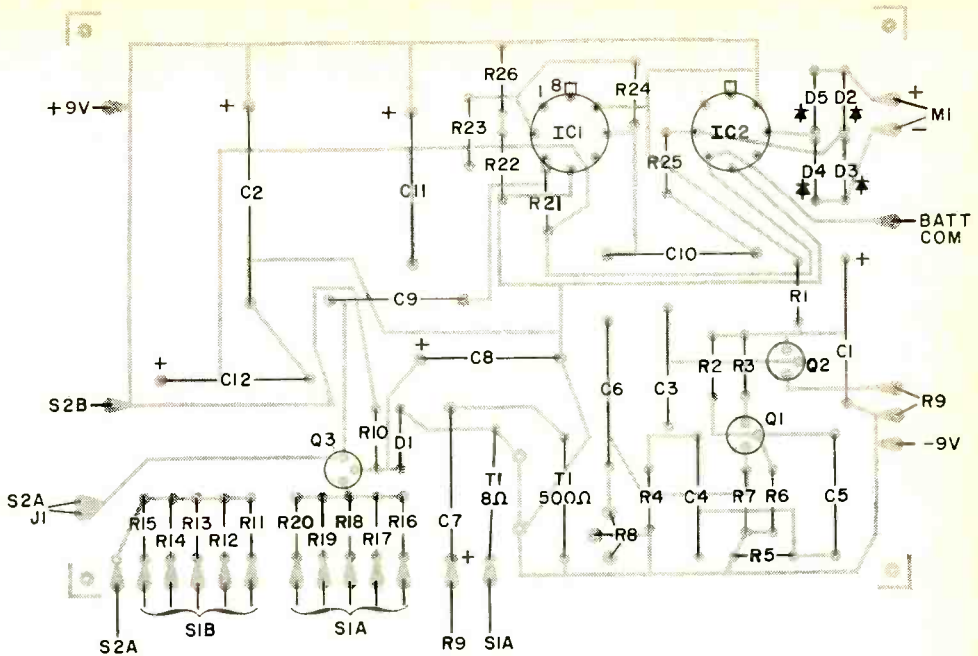 +9V
+
C2
+
C11
R23
R26
R22
1 8
IC1
R21
R24
R25
IC2
D5 D2
D4 D3
+
M1
-
BATT
COM
C10
R1
+
C1
C9
+
C8
C6
C3
R2 R3
Q2
R9
-9V
+
C12
S2B
Q3
R10 D1
S2A
J1
R15 R13 R11
R14 R12
R20 R18 R16
R19 R17
C7
+
T1
8Ω
T1
500Ω
R8
R4
C4
Q1
R7 R6
R5
C5
S2A
S1B
S1A
R9
S1A